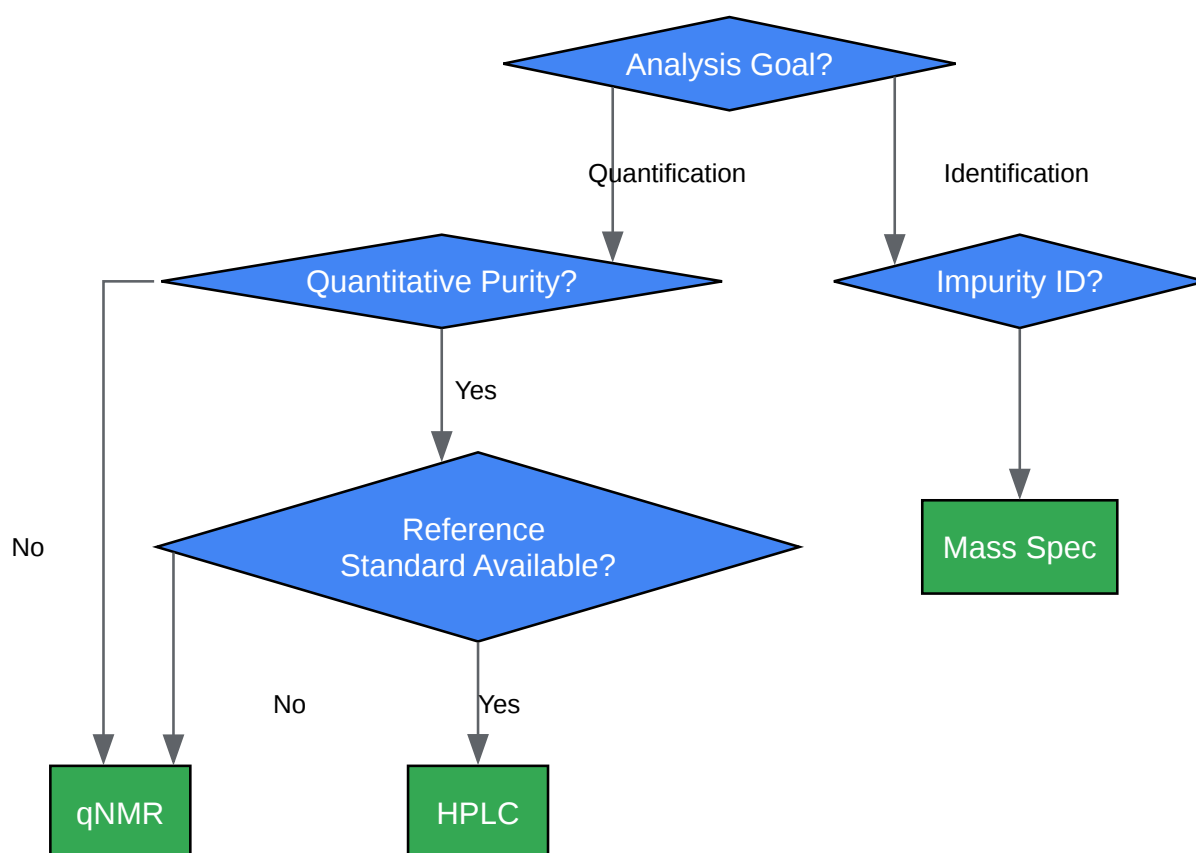 Analysis Goal?
Quantification
Identification
Quantitative Purity?
Impurity ID?
Yes
Reference
Standard Available?
No
Mass Spec
No
Yes
qNMR
HPLC